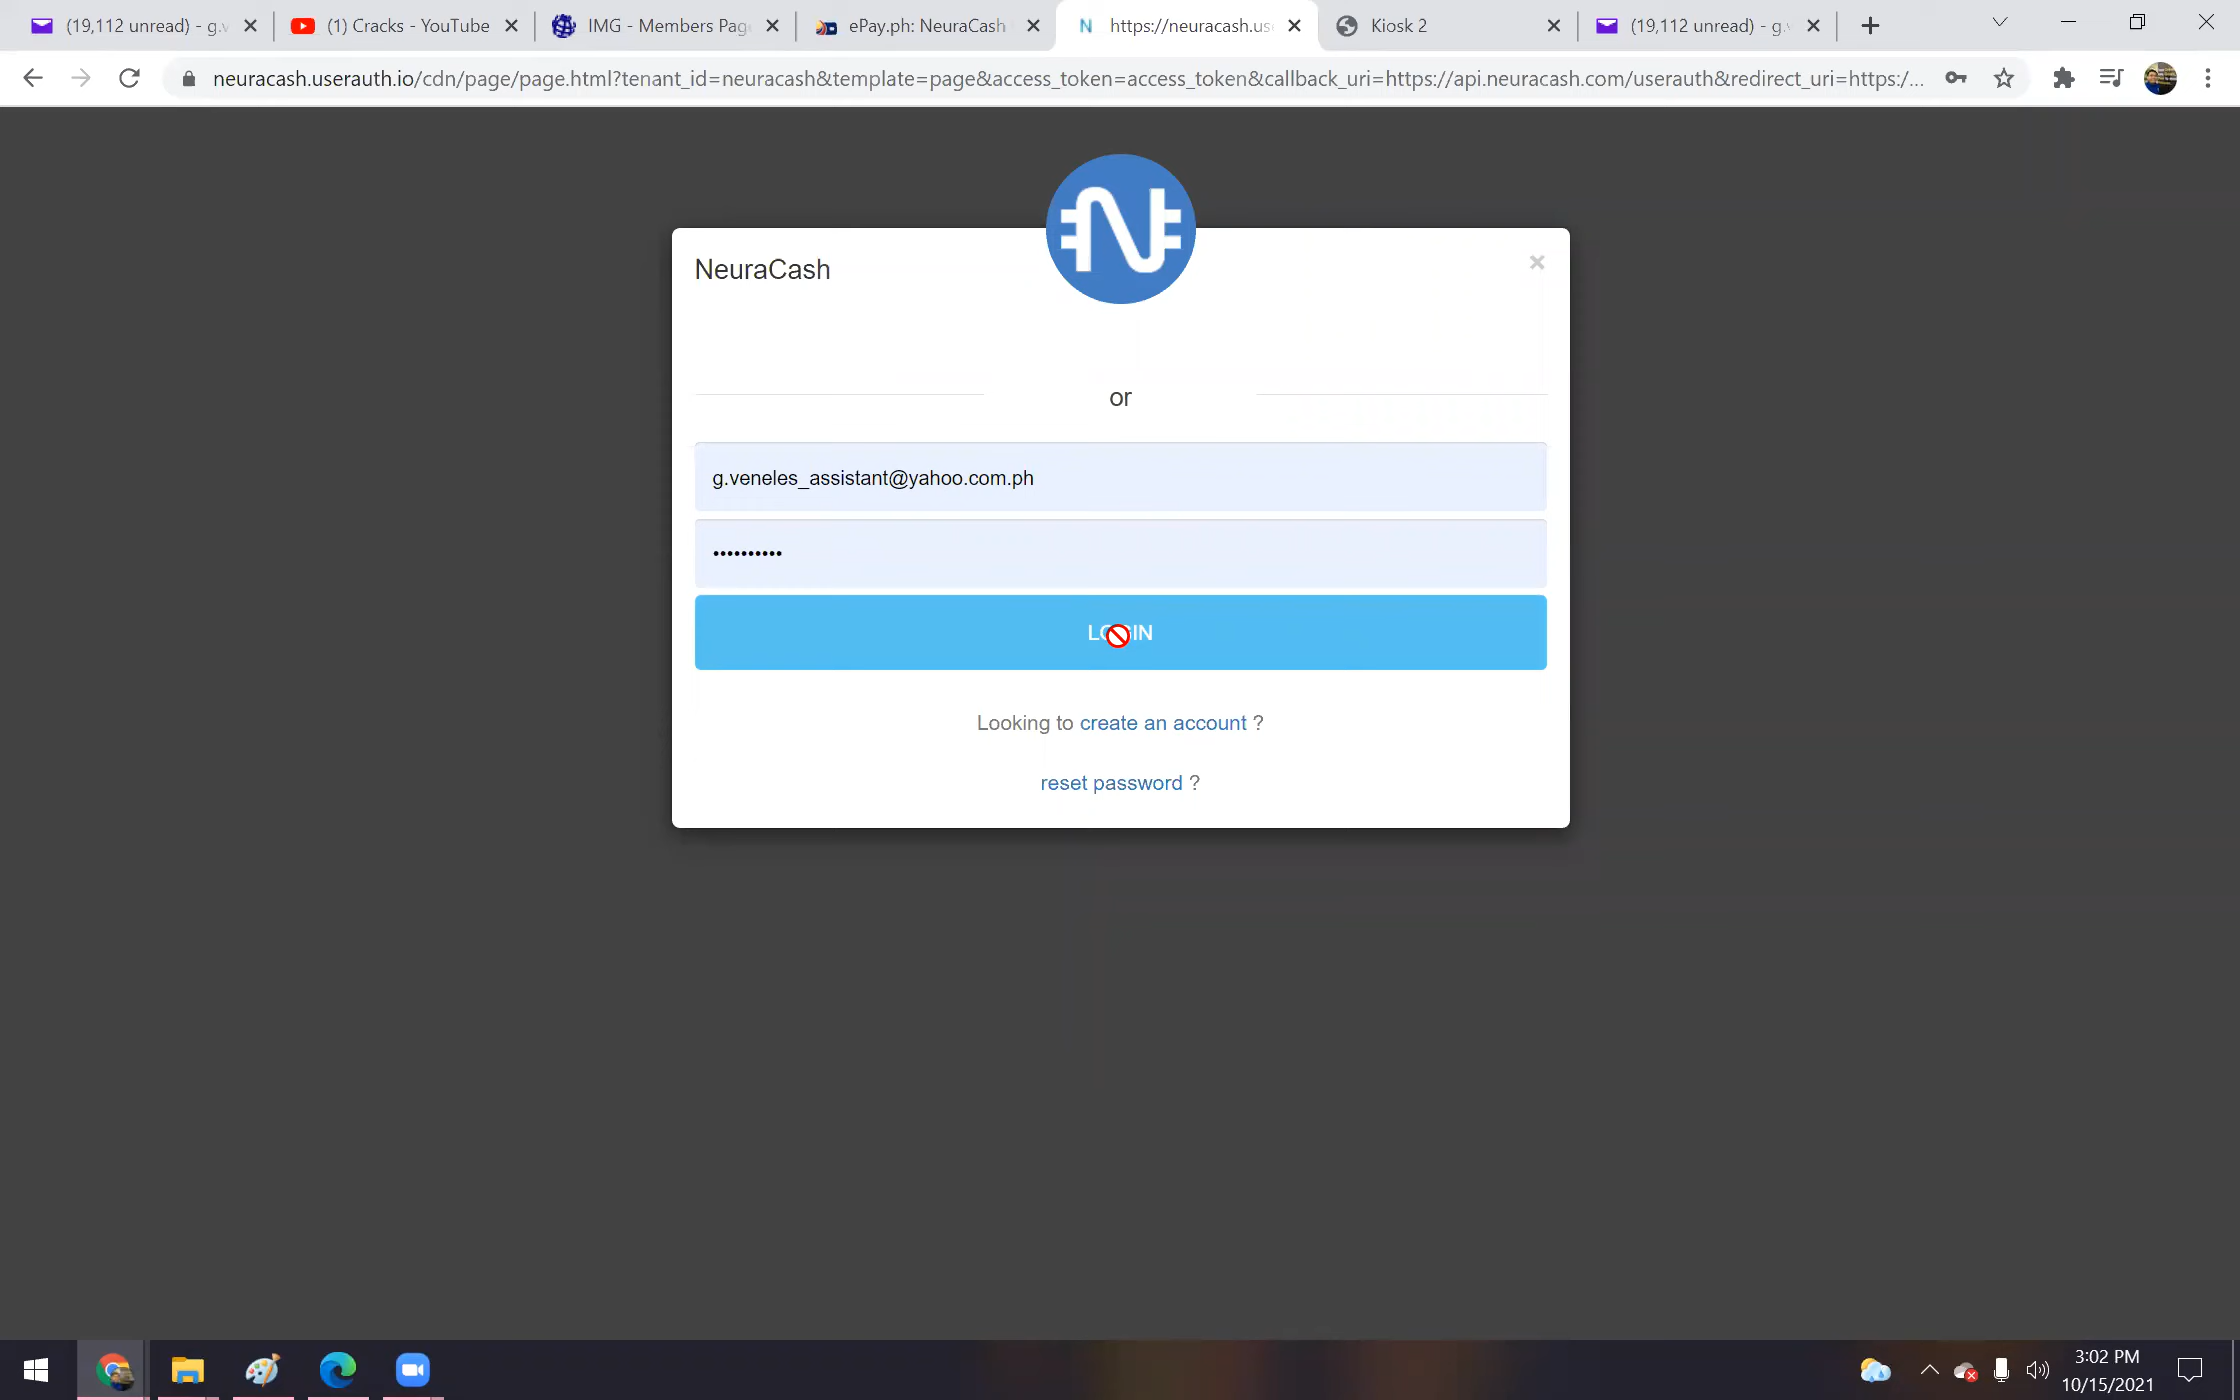 (19,112 unread) - g.v
(1) Cracks - YouTube
IMG - Members Page
ePay.ph: NeuraCash
https://neuracash.us
Kiosk 2
(19,112 unread) - g.v
neuracash.userauth.io/cdn/page/page.html?tenant_id=neuracash&template=page&access_token=access_token&callback_uri=https://api.neuracash.com/userauth&redirect_uri=https:/...
NeuraCash
or
g.veneles_assistant@yahoo.com.ph
••••••••••
LOGIN
Looking to create an account ?
reset password ?
3:02 PM
10/15/2021